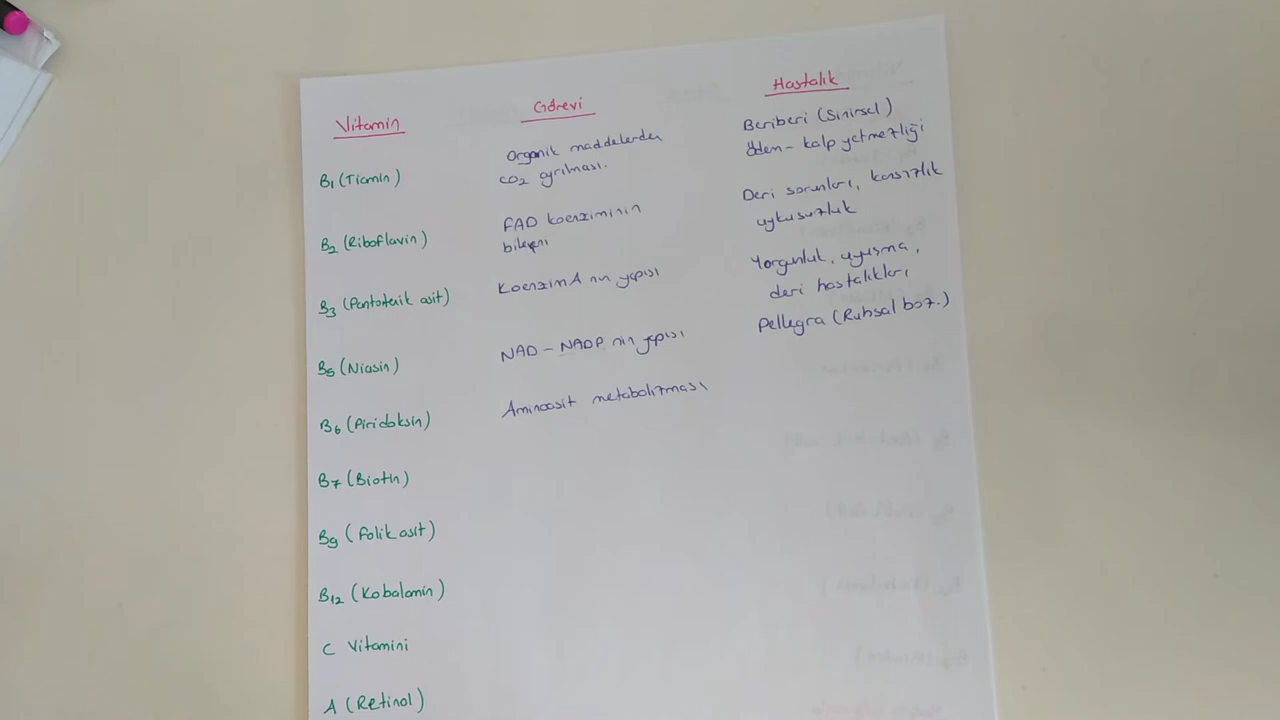 Vitamin Görevi Hastalık
B1 (Tiamin)
Organik maddelerden
CO2 ayrılması.
Beriberi (Sinirsel)
Ödem - kalp yetmezliği
B2 (Riboflavin)
FAD koenziminin
bileşeni
Deri sorunları, kansızlık
uykusuzluk
B3 (Pantotenik asit)
KoenzimA nın yapısı
Yorgunluk, uyuşma,
deri hastalıkları
B5 (Niasin)
NAD - NADP nin yapısı
Pellegra (Ruhsal boz.)
B6 (Piridoksin)
Aminoasit metabolizması
B7 (Biotin)
B9 (Folik asit)
B12 (Kobalamin)
C Vitamini
A (Retinol)